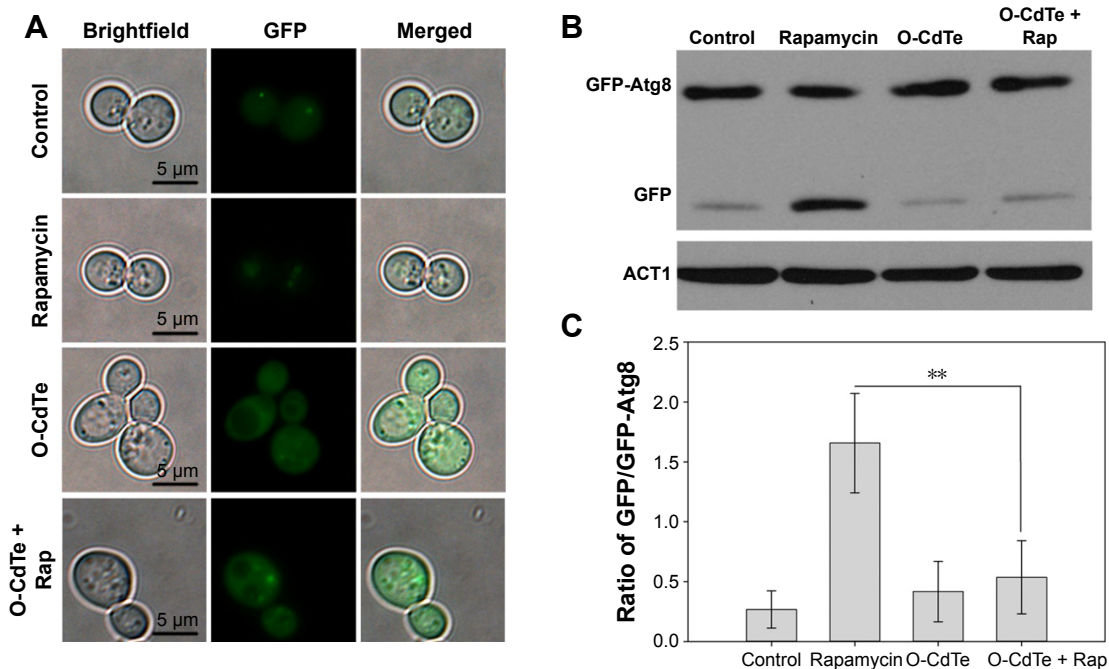 A
Brightfield GFP Merged
Control
5 μm
Rapamycin
5 μm
O-CdTe
5 μm
O-CdTe +
Rap
5 μm
B
Control Rapamycin O-CdTe O-CdTe +
Rap
GFP-Atg8
GFP
ACT1
C
Ratio of GFP/GFP-Atg8
2.5
2.0
1.5
1.0
0.5
0.0
**
Control Rapamycin O-CdTe O-CdTe + Rap